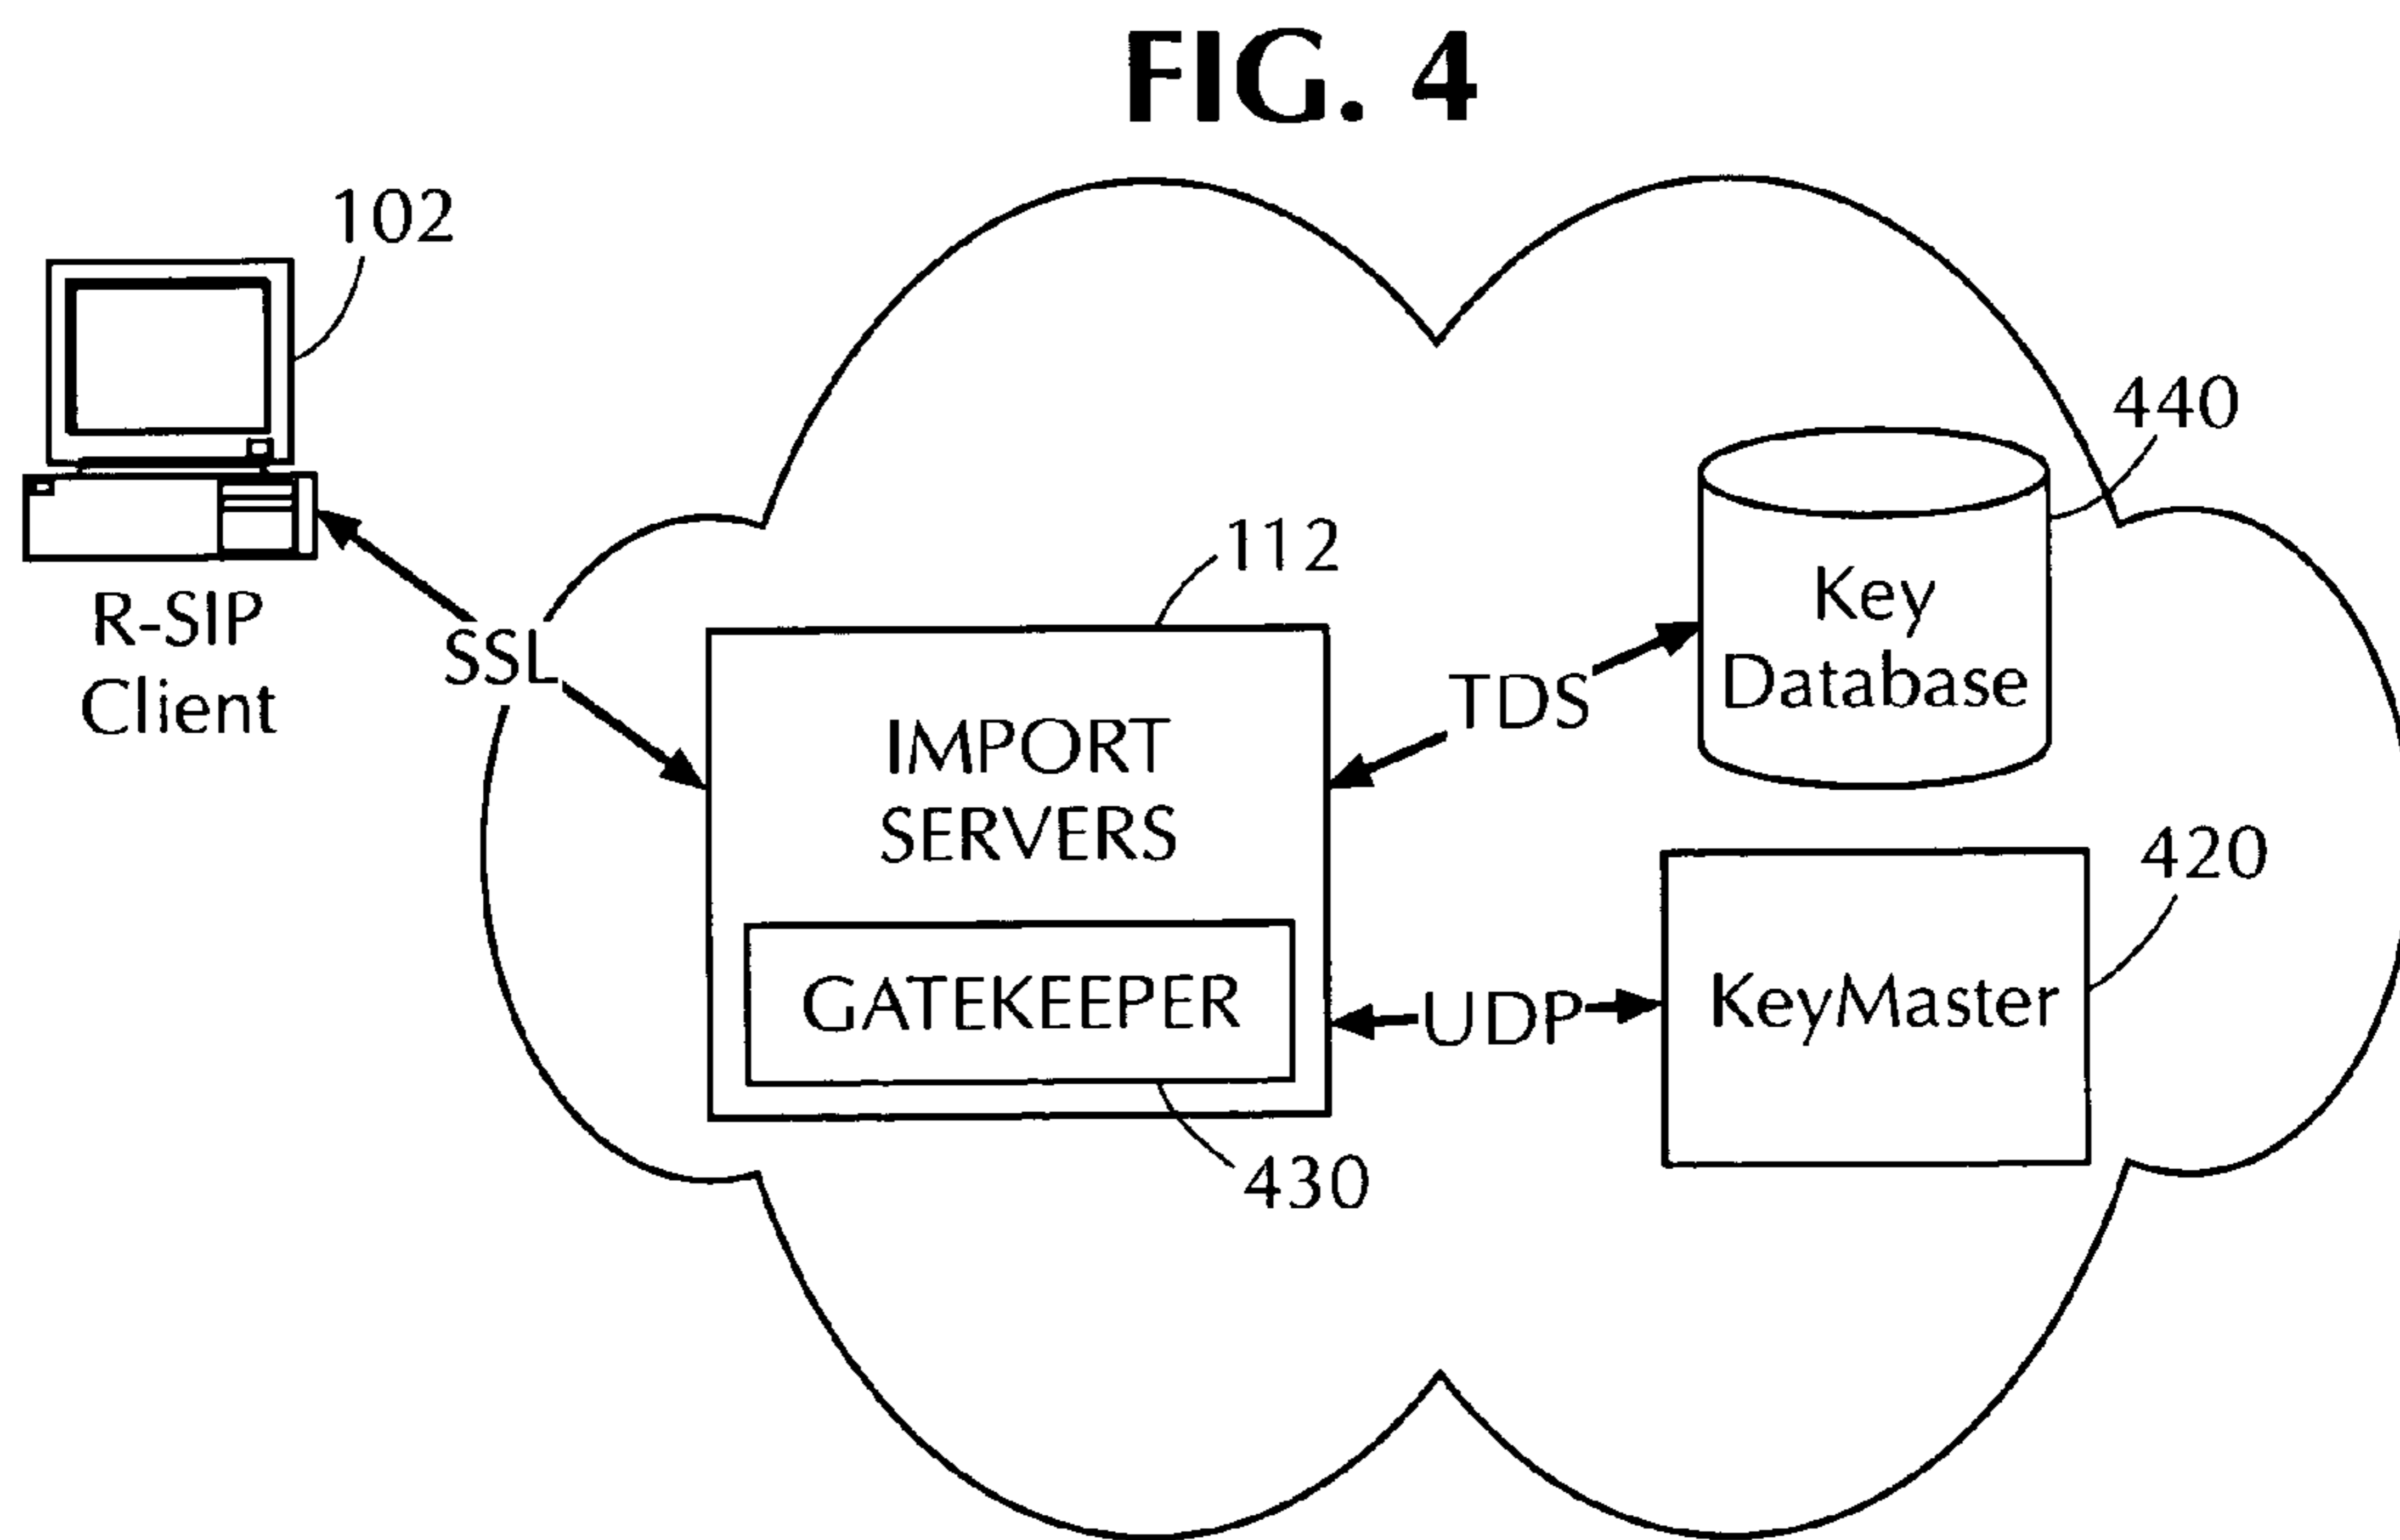 FIG. 4
102
R-SIP
Client
SSL
112
IMPORT
SERVERS
GATEKEEPER
430
TDS
440
Key
Database
UDP
420
KeyMaster